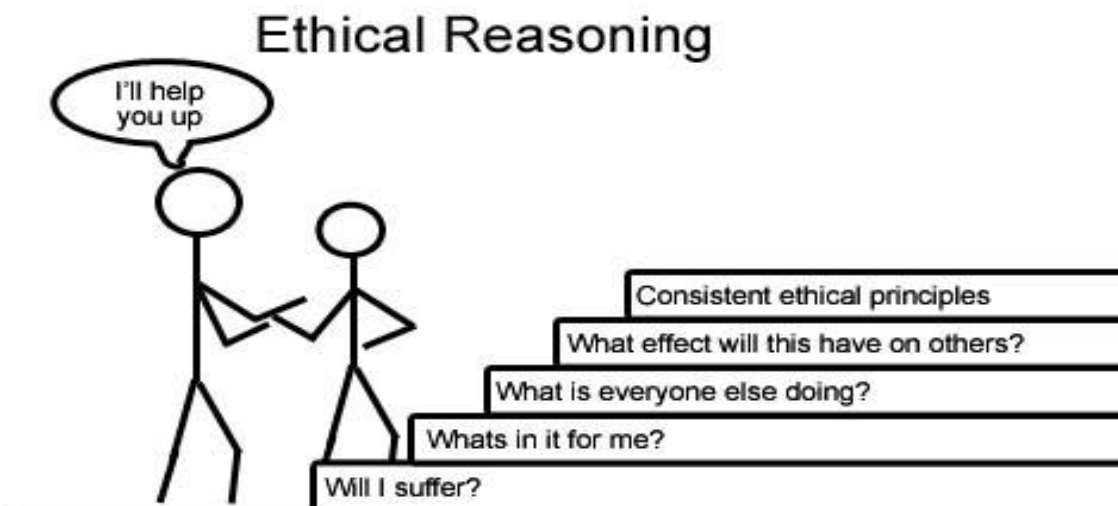 Ethical Reasoning
I'll help
you up
Consistent ethical principles
What effect will this have on others?
What is everyone else doing?
Whats in it for me?
Will I suffer?